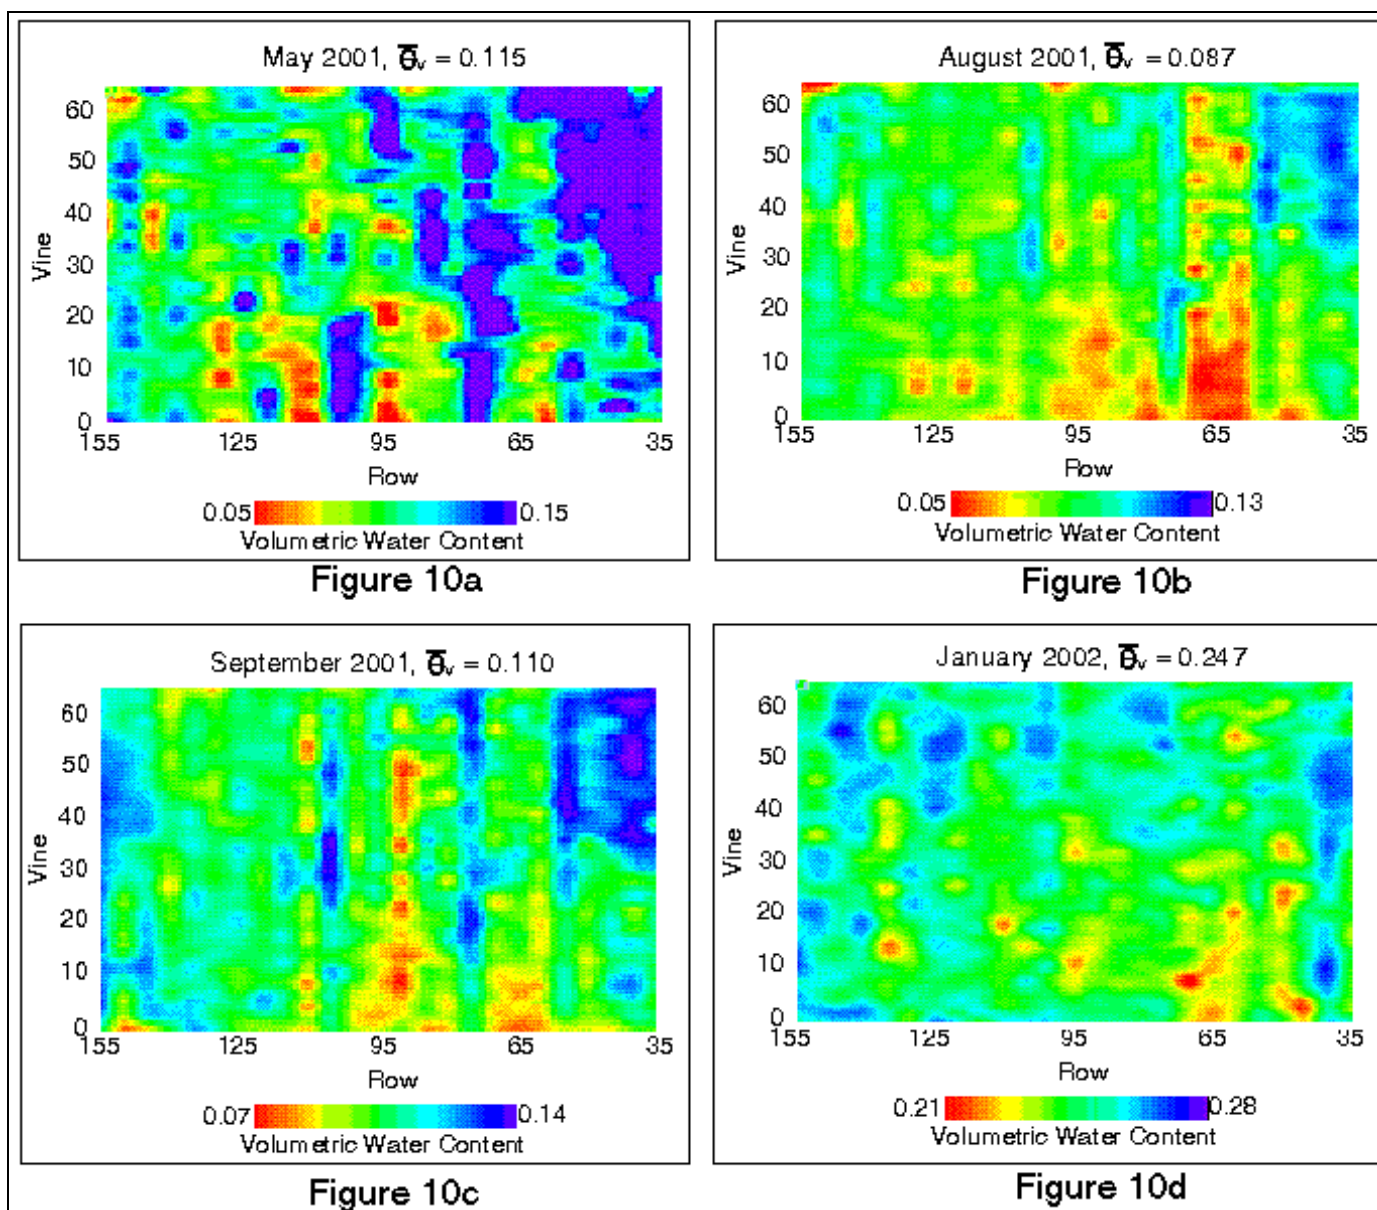 May 2001, θ̅v = 0.115
60
50
40
30
20
10
0
Vine
155 125 95 65 35
Row
0.05 0.15
Volumetric Water Content
Figure 10a
August 2001, θ̅v = 0.087
60
50
40
30
20
10
0
Vine
155 125 95 65 35
Row
0.05 0.13
Volumetric Water Content
Figure 10b
September 2001, θ̅v = 0.110
60
50
40
30
20
10
0
Vine
155 125 95 65 35
Row
0.07 0.14
Volumetric Water Content
Figure 10c
January 2002, θ̅v = 0.247
60
50
40
30
20
10
0
Vine
155 125 95 65 35
Row
0.21 0.28
Volumetric Water Content
Figure 10d